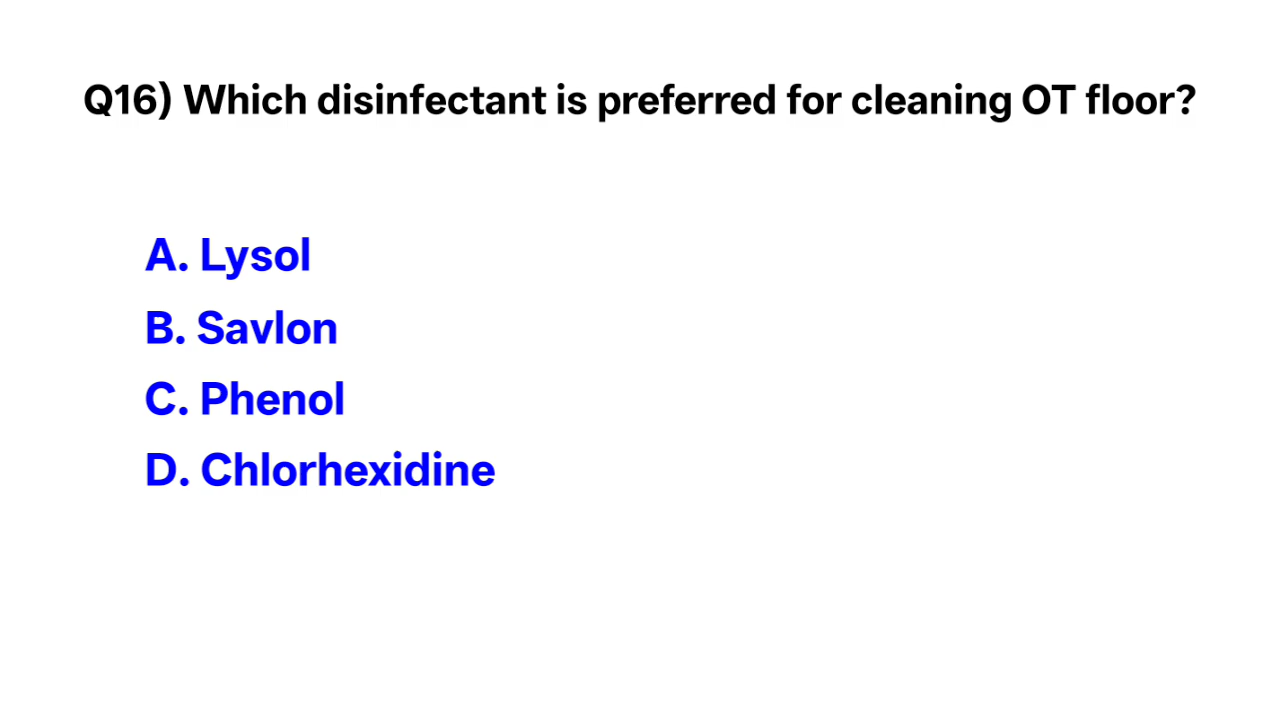 Q16) Which disinfectant is preferred for cleaning OT floor?
A. Lysol
B. Savlon
C. Phenol
D. Chlorhexidine